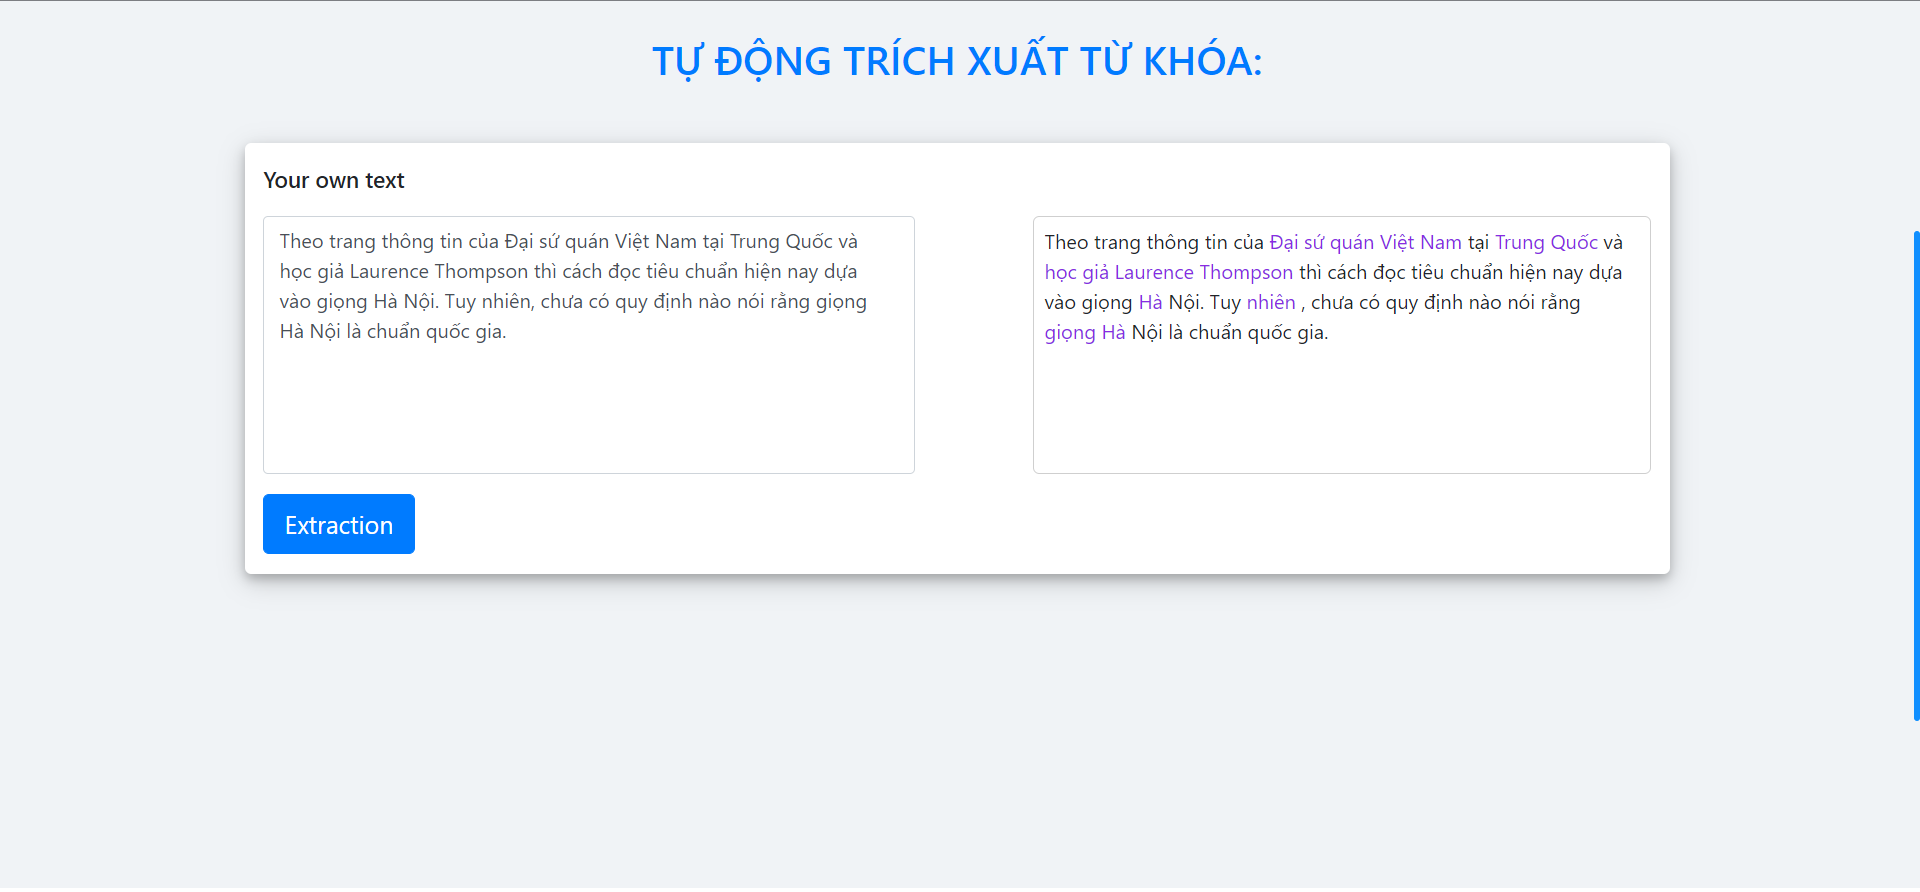 TỰ ĐỘNG TRÍCH XUẤT TỪ KHÓA:
Your own text
Theo trang thông tin của Đại sứ quán Việt Nam tại Trung Quốc và
học giả Laurence Thompson thì cách đọc tiêu chuẩn hiện nay dựa
vào giọng Hà Nội. Tuy nhiên, chưa có quy định nào nói rằng giọng
Hà Nội là chuẩn quốc gia.
Theo trang thông tin của Đại sứ quán Việt Nam tại Trung Quốc và
học giả Laurence Thompson thì cách đọc tiêu chuẩn hiện nay dựa
vào giọng Hà Nội. Tuy nhiên , chưa có quy định nào nói rằng
giọng Hà Nội là chuẩn quốc gia.
Extraction